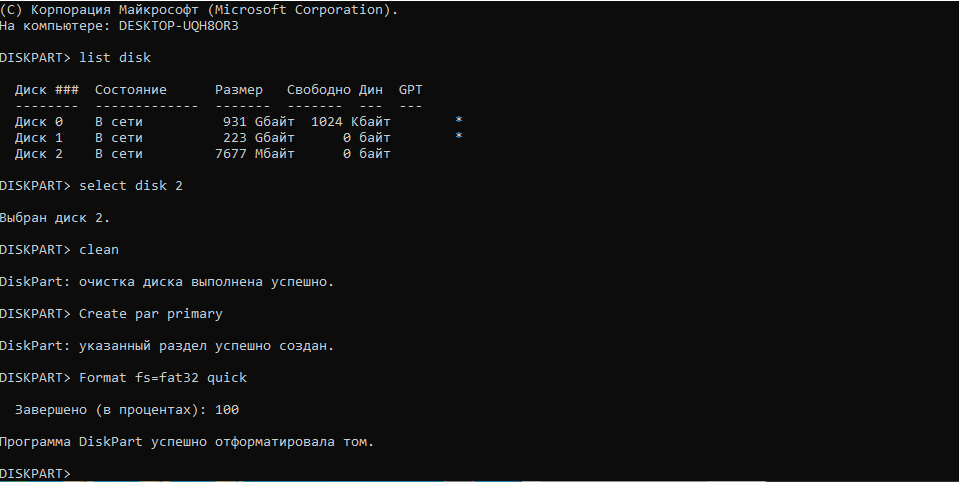 (С) Корпорация Майкрософт (Microsoft Corporation).
На компьютере: DESKTOP-UQH8OR3
DISKPART> list disk
Диск ### Состояние Размер Свободно Дин GPT
-------- ------------- ------- ------- --- ---
Диск 0 В сети 931 Gбайт 1024 Kбайт *
Диск 1 В сети 223 Gбайт 0 байт *
Диск 2 В сети 7677 Mбайт 0 байт
DISKPART> select disk 2
Выбран диск 2.
DISKPART> clean
DiskPart: очистка диска выполнена успешно.
DISKPART> Create par primary
DiskPart: указанный раздел успешно создан.
DISKPART> Format fs=fat32 quick
Завершено (в процентах): 100
Программа DiskPart успешно отформатировала том.
DISKPART>